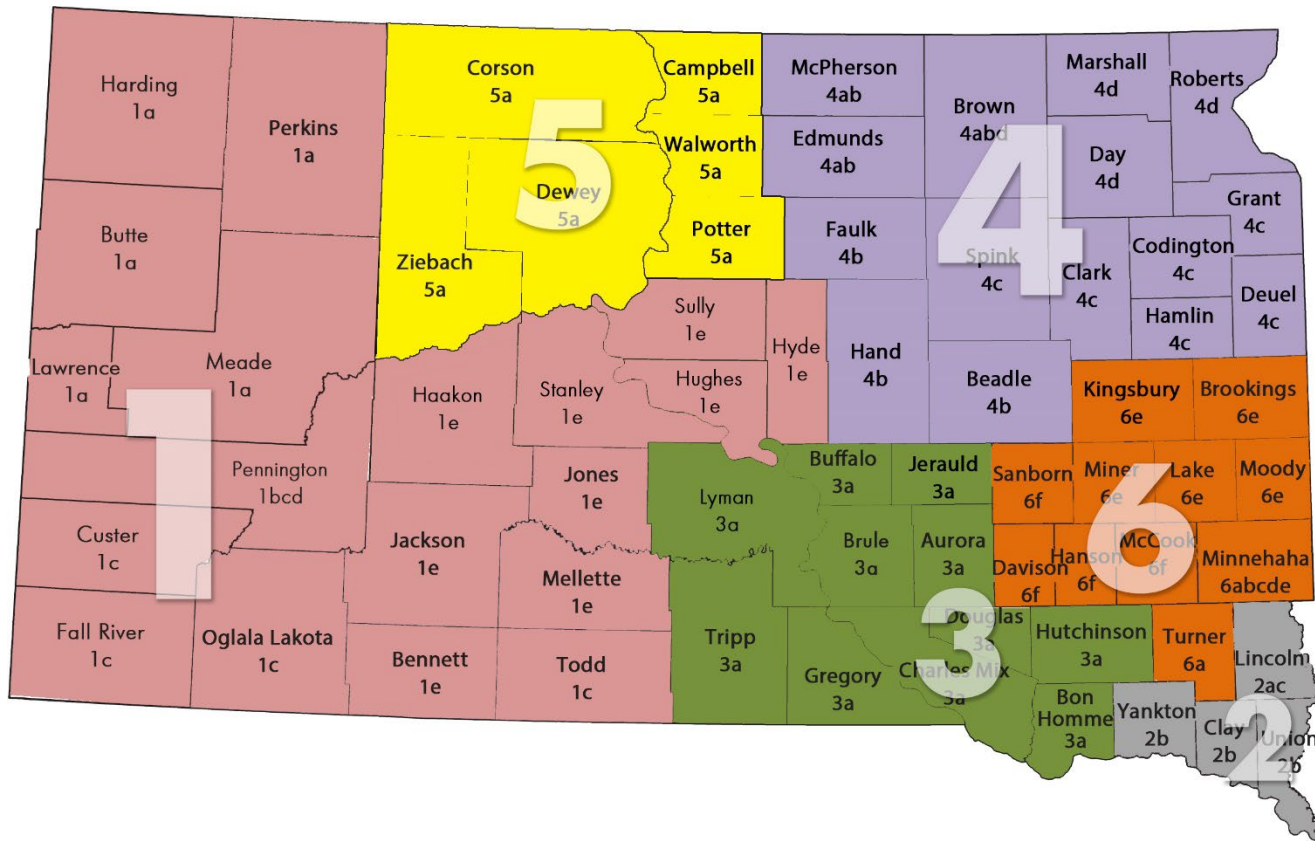 Harding
1a
Perkins
1a
Corson
5a
Campbell
5a
McPherson
4ab
Brown
4abd
Marshall
4d
Roberts
4d
Butte
1a
Ziebach
5a
Dewey
5a
5
Walworth
5a
Edmunds
4ab
4
Day
4d
Potter
5a
Faulk
4b
Spink
4c
Clark
4c
Codington
4c
Grant
4c
Hamlin
4c
Deuel
4c
Lawrence
1a
Meade
1a
Haakon
1e
Stanley
1e
Sully
1e
Hughes
1e
Hyde
1e
Hand
4b
Beadle
4b
Kingsbury
6e
Brookings
6e
1
Pennington
1bcd
Custer
1c
Jackson
1e
Jones
1e
Lyman
3a
Buffalo
3a
Jerauld
3a
Brule
3a
Aurora
3a
Sanborn
6f
Miner
6e
Lake
6e
Moody
6e
6
Davison
6f
Hanson
6f
McCook
6f
Minnehaha
6abcde
Fall River
1c
Oglala Lakota
1c
Mellette
1e
Bennett
1e
Todd
1c
Tripp
3a
Gregory
3a
3
Douglas
3a
Charles Mix
3a
Hutchinson
3a
Turner
6a
Lincoln
2ac
Bon
Homme
3a
Yankton
2b
Clay
2b
Union
2b
2